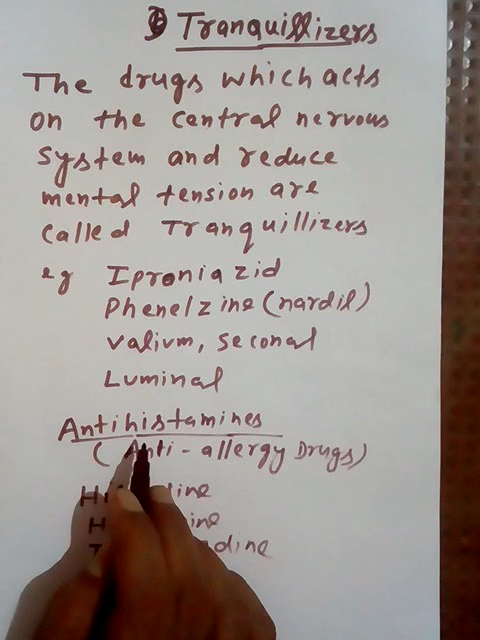 Tranquillizers
The drugs which acts
on the central nervous
system and reduce
mental tension are
called Tranquillizers
eg Iproniazid
Phenelzine (nardil)
valium, seconal
Luminal
Antihistamines
(Anti-allergy Drugs)